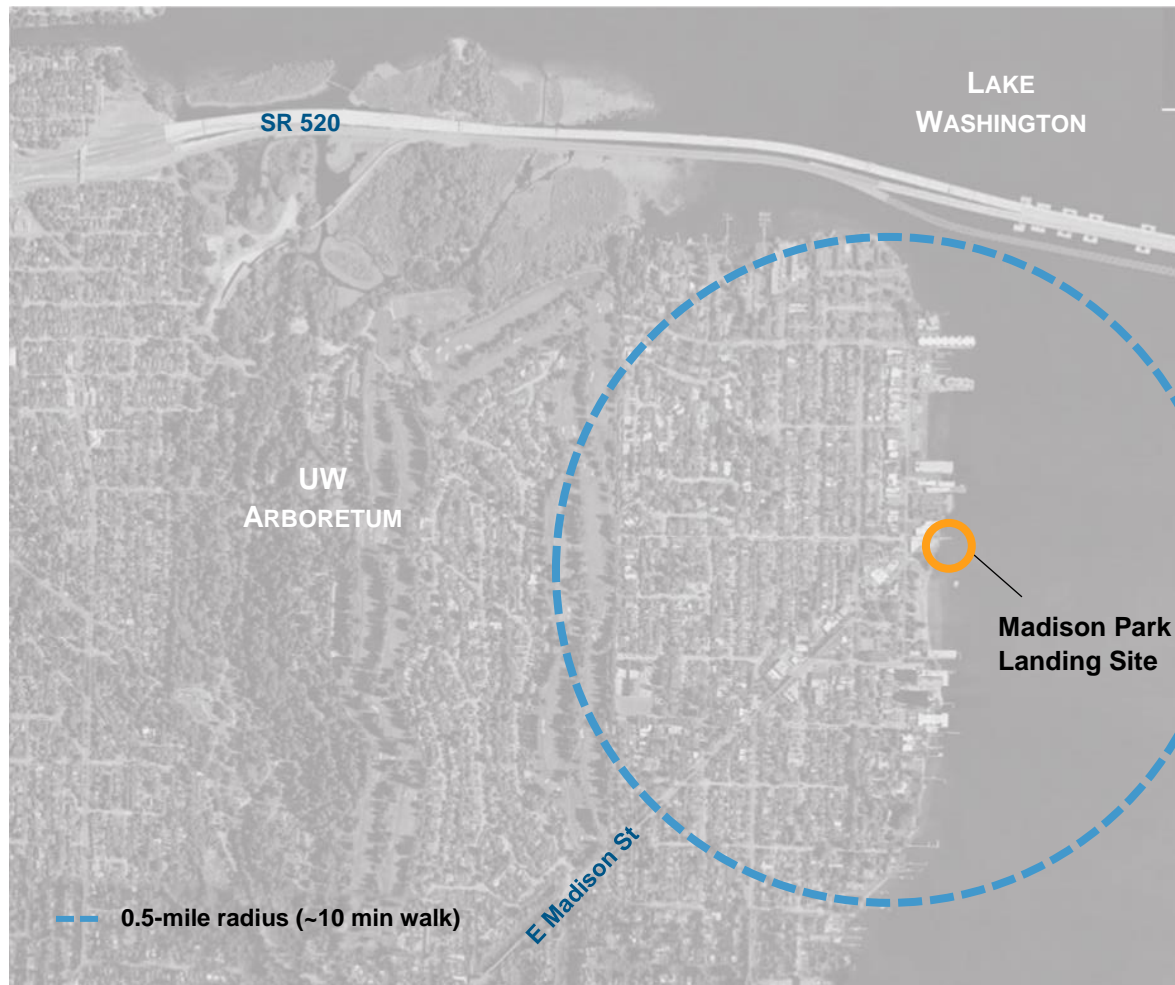 LAKE
WASHINGTON
SR 520
UW
ARBORETUM
Madison Park
Landing Site
E Madison St
0.5-mile radius (~10 min walk)